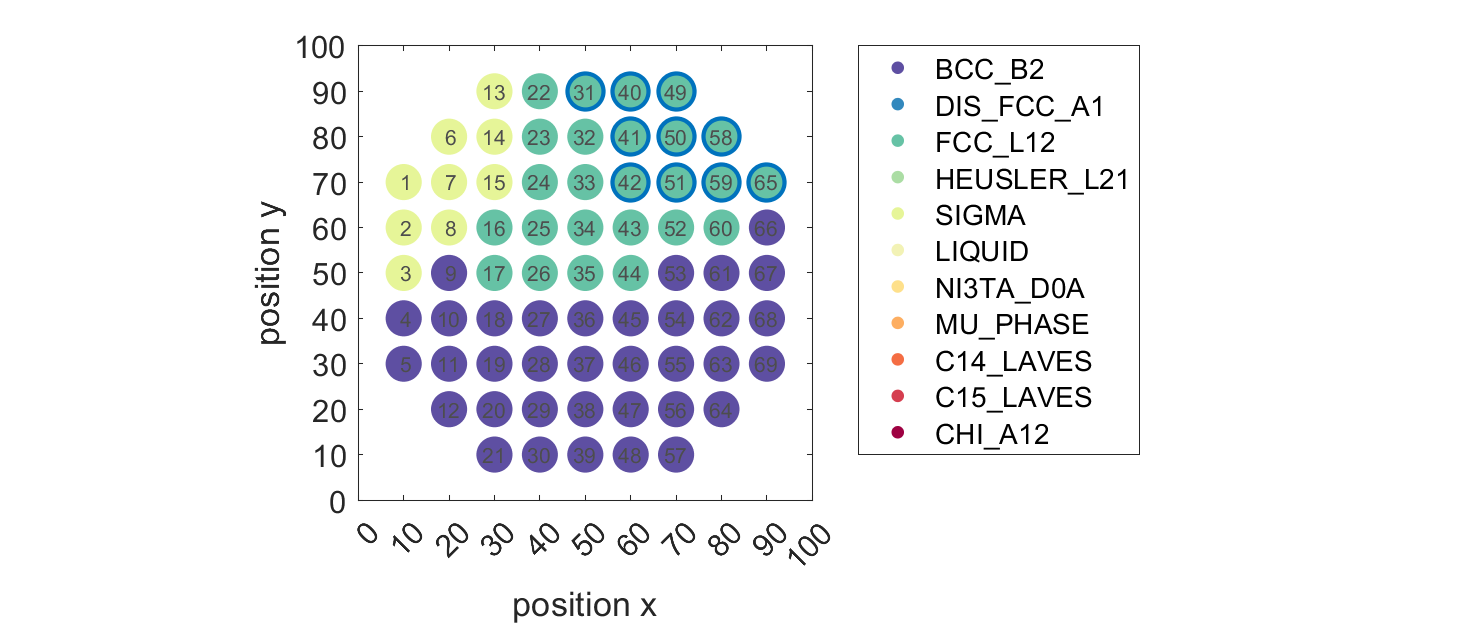 100
90
80
70
60
50
40
30
20
10
0
position y
13 22 31 40 49
6 14 23 32 41 50 58
1 7 15 24 33 42 51 59 65
2 8 16 25 34 43 52 60 66
3 9 17 26 35 44 53 61 67
4 10 18 27 36 45 54 62 68
5 11 19 28 37 46 55 63 69
12 20 29 38 47 56 64
21 30 39 48 57
0 10 20 30 40 50 60 70 80 90 100
position x
BCC_B2
DIS_FCC_A1
FCC_L12
HEUSLER_L21
SIGMA
LIQUID
NI3TA_D0A
MU_PHASE
C14_LAVES
C15_LAVES
CHI_A12